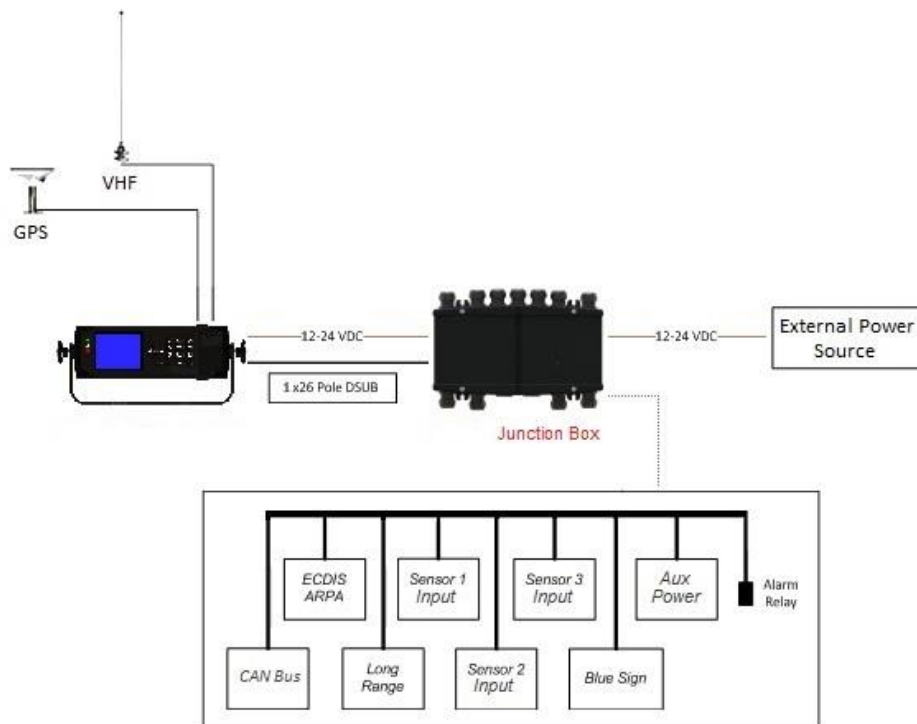 VHF
GPS
12-24 VDC
12-24 VDC
External Power
Source
1 x26 Pole DSUB
Junction Box
ECDIS
ARPA
Sensor 1
Input
Sensor 3
Input
Aux
Power
Alarm
Relay
CAN Bus
Long
Range
Sensor 2
Input
Blue Sign